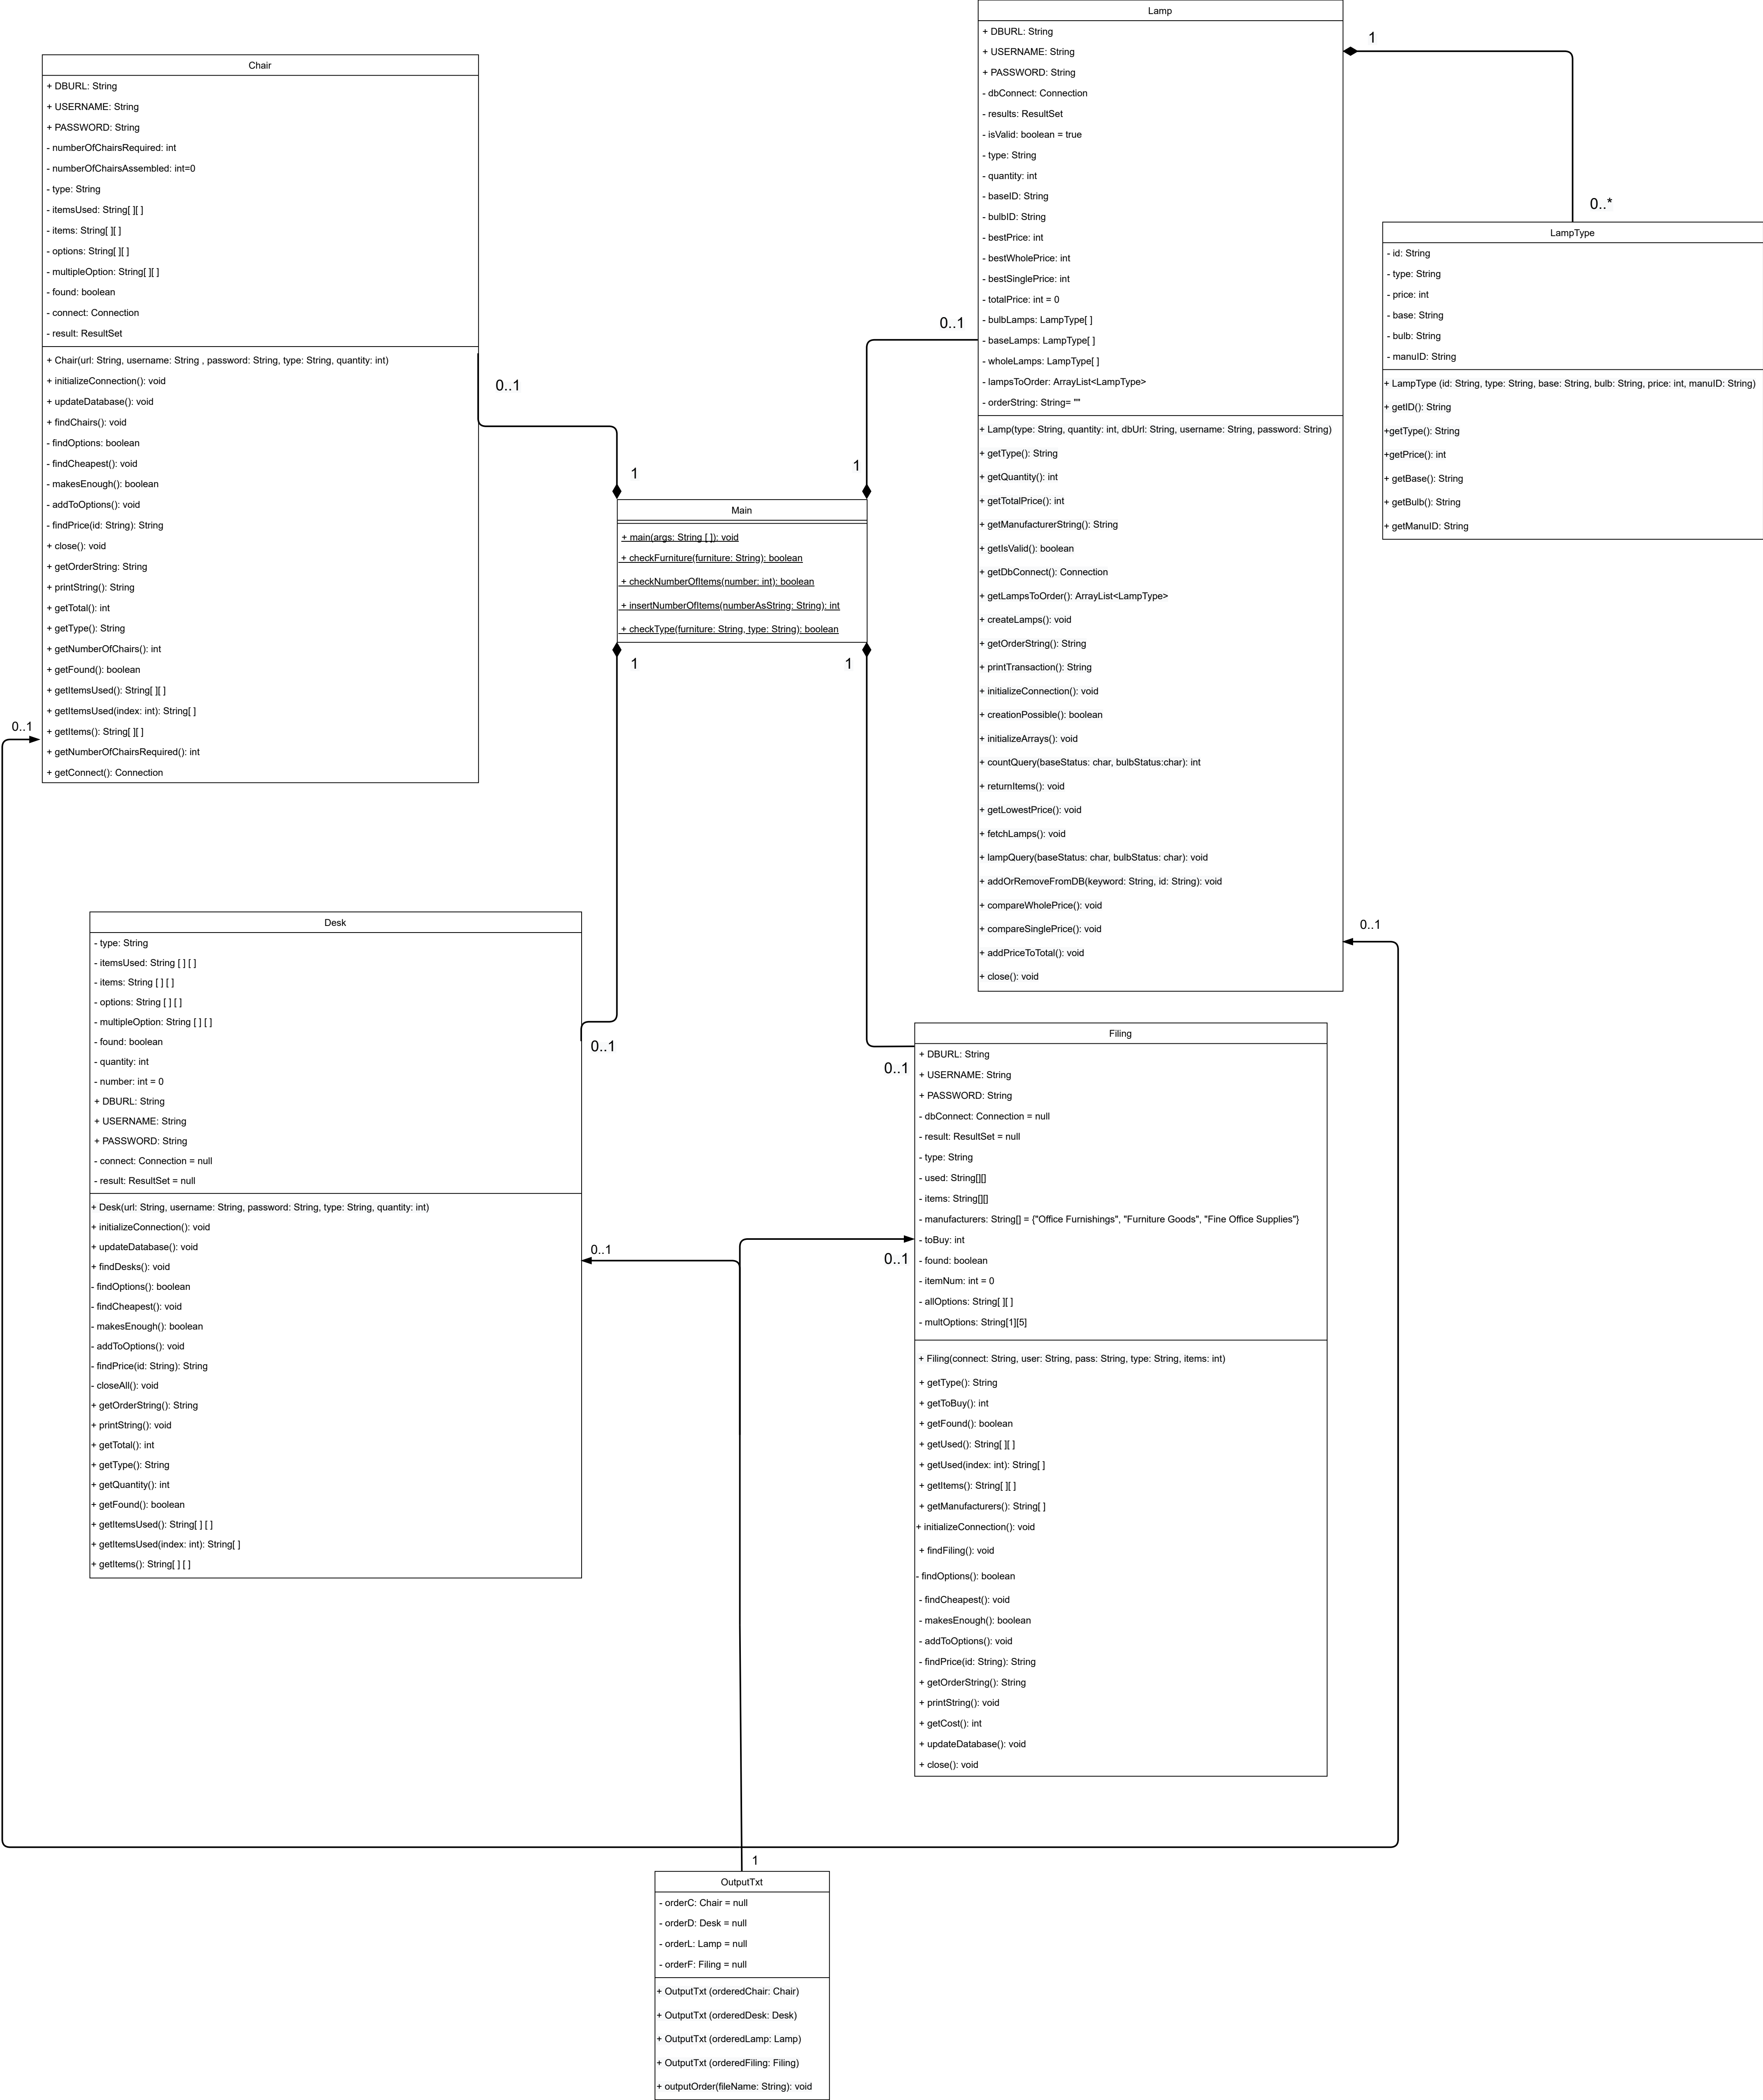 Chair
+ DBURL: String
+ USERNAME: String
+ PASSWORD: String
- numberOfChairsRequired: int
- numberOfChairsAssembled: int=0
- type: String
- itemsUsed: String[ ][ ]
- items: String[ ][ ]
- options: String[ ][ ]
- multipleOption: String[ ][ ]
- found: boolean
- connect: Connection
- result: ResultSet
+ Chair(url: String, username: String , password: String, type: String, quantity: int)
+ initializeConnection(): void
+ updateDatabase(): void
+ findChairs(): void
- findOptions: boolean
- findCheapest(): void
- makesEnough(): boolean
- addToOptions(): void
- findPrice(id: String): String
+ close(): void
+ getOrderString: String
+ printString(): String
+ getTotal(): int
+ getType(): String
+ getNumberOfChairs(): int
+ getFound(): boolean
+ getItemsUsed(): String[ ][ ]
+ getItemsUsed(index: int): String[ ]
+ getItems(): String[ ][ ]
+ getNumberOfChairsRequired(): int
+ getConnect(): Connection
0..1
0..1
1
Lamp
+ DBURL: String
+ USERNAME: String
+ PASSWORD: String
- dbConnect: Connection
- results: ResultSet
- isValid: boolean = true
- type: String
- quantity: int
- baseID: String
- bulbID: String
- bestPrice: int
- bestWholePrice: int
- bestSinglePrice: int
- totalPrice: int = 0
- bulbLamps: LampType[ ]
- baseLamps: LampType[ ]
- wholeLamps: LampType[ ]
- lampsToOrder: ArrayList<LampType>
- orderString: String= ""
+ Lamp(type: String, quantity: int, dbUrl: String, username: String, password: String)
+ getType(): String
+ getQuantity(): int
+ getTotalPrice(): int
+ getManufacturerString(): String
+ getIsValid(): boolean
+ getDbConnect(): Connection
+ getLampsToOrder(): ArrayList<LampType>
+ createLamps(): void
+ getOrderString(): String
+ printTransaction(): String
+ initializeConnection(): void
+ creationPossible(): boolean
+ initializeArrays(): void
+ countQuery(baseStatus: char, bulbStatus:char): int
+ returnItems(): void
+ getLowestPrice(): void
+ fetchLamps(): void
+ lampQuery(baseStatus: char, bulbStatus: char): void
+ addOrRemoveFromDB(keyword: String, id: String): void
+ compareWholePrice(): void
+ compareSinglePrice(): void
+ addPriceToTotal(): void
+ close(): void
0..1
1
1
0..*
0..1
LampType
- id: String
- type: String
- price: int
- base: String
- bulb: String
- manuID: String
+ LampType (id: String, type: String, base: String, bulb: String, price: int, manuID: String)
+ getID(): String
+getType(): String
+getPrice(): int
+ getBase(): String
+ getBulb(): String
+ getManuID: String
Main
+ main(args: String [ ]): void
+ checkFurniture(furniture: String): boolean
+ checkNumberOfItems(number: int): boolean
+ insertNumberOfItems(numberAsString: String): int
+ checkType(furniture: String, type: String): boolean
1
1
Desk
- type: String
- itemsUsed: String [ ] [ ]
- items: String [ ] [ ]
- options: String [ ] [ ]
- multipleOption: String [ ] [ ]
- found: boolean
- quantity: int
- number: int = 0
+ DBURL: String
+ USERNAME: String
+ PASSWORD: String
- connect: Connection = null
- result: ResultSet = null
+ Desk(url: String, username: String, password: String, type: String, quantity: int)
+ initializeConnection(): void
+ updateDatabase(): void
+ findDesks(): void
- findOptions(): boolean
- findCheapest(): void
- makesEnough(): boolean
- addToOptions(): void
- findPrice(id: String): String
- closeAll(): void
+ getOrderString(): String
+ printString(): void
+ getTotal(): int
+ getType(): String
+ getQuantity(): int
+ getFound(): boolean
+ getItemsUsed(): String[ ] [ ]
+ getItemsUsed(index: int): String[ ]
+ getItems(): String[ ] [ ]
0..1
0..1
Filing
+ DBURL: String
+ USERNAME: String
+ PASSWORD: String
- dbConnect: Connection = null
- result: ResultSet = null
- type: String
- used: String[][]
- items: String[][]
- manufacturers: String[] = {"Office Furnishings", "Furniture Goods", "Fine Office Supplies"}
- toBuy: int
- found: boolean
- itemNum: int = 0
- allOptions: String[ ][ ]
- multOptions: String[1][5]
+ Filing(connect: String, user: String, pass: String, type: String, items: int)
+ getType(): String
+ getToBuy(): int
+ getFound(): boolean
+ getUsed(): String[ ][ ]
+ getUsed(index: int): String[ ]
+ getItems(): String[ ][ ]
+ getManufacturers(): String[ ]
+ initializeConnection(): void
+ findFiling(): void
- findOptions(): boolean
- findCheapest(): void
- makesEnough(): boolean
- addToOptions(): void
- findPrice(id: String): String
+ getOrderString(): String
+ printString(): void
+ getCost(): int
+ updateDatabase(): void
+ close(): void
0..1
0..1
1
OutputTxt
- orderC: Chair = null
- orderD: Desk = null
- orderL: Lamp = null
- orderF: Filing = null
+ OutputTxt (orderedChair: Chair)
+ OutputTxt (orderedDesk: Desk)
+ OutputTxt (orderedLamp: Lamp)
+ OutputTxt (orderedFiling: Filing)
+ outputOrder(fileName: String): void